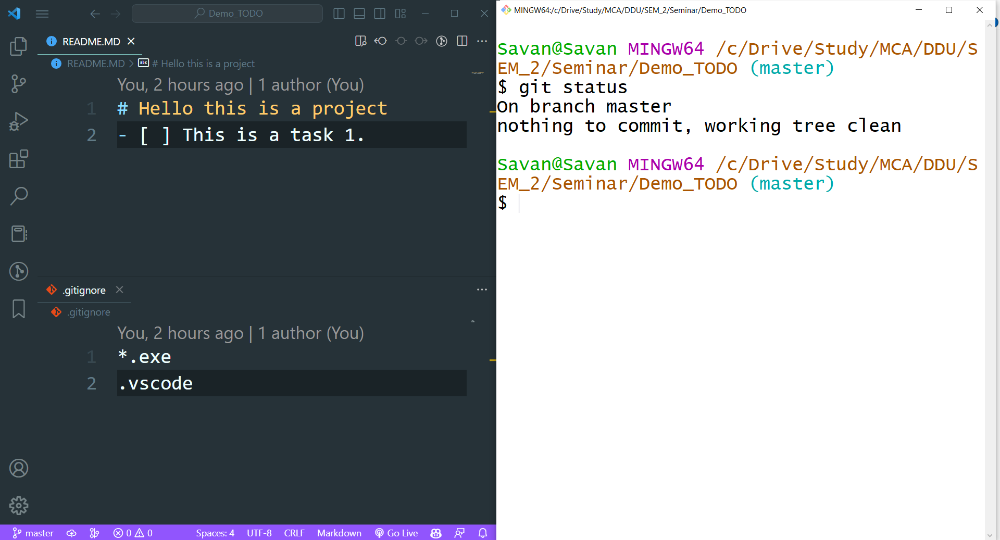 Demo_TODO
README.MD
README.MD > # Hello this is a project
You, 2 hours ago | 1 author (You)
1 # Hello this is a project
2 - [ ] This is a task 1.
.gitignore
.gitignore
You, 2 hours ago | 1 author (You)
1 *.exe
2 .vscode
master 0 0 Spaces: 4 UTF-8 CRLF Markdown Go Live
MINGW64:/c/Drive/Study/MCA/DDU/SEM_2/Seminar/Demo_TODO
Savan@Savan MINGW64 /c/Drive/Study/MCA/DDU/S
EM_2/Seminar/Demo_TODO (master)
$ git status
On branch master
nothing to commit, working tree clean
Savan@Savan MINGW64 /c/Drive/Study/MCA/DDU/S
EM_2/Seminar/Demo_TODO (master)
$